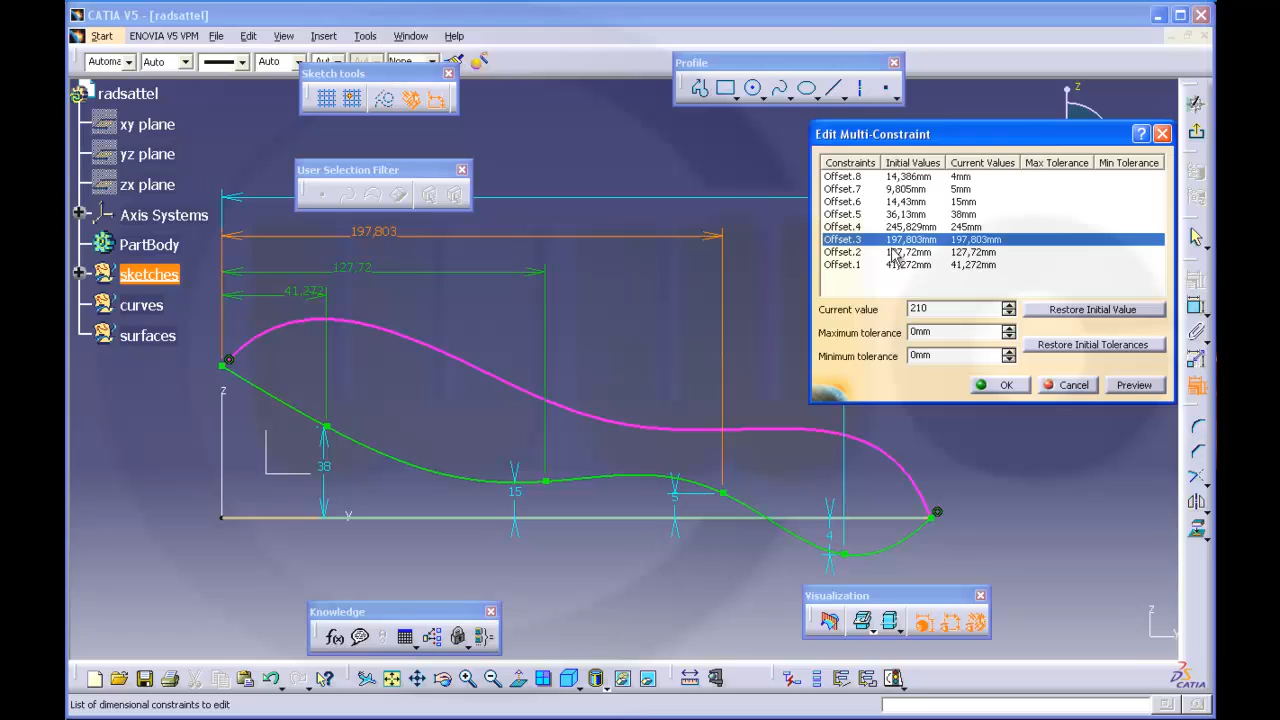 CATIA V5 - [radsattel]
Start ENOVIA V5 VPM File Edit View Insert Tools Window Help
Automa Auto Auto Aut Aut None
Sketch tools
Profile
radsattel
xy plane
yz plane
zx plane
Axis Systems
PartBody
sketches
curves
surfaces
User Selection Filter
z
Edit Multi-Constraint
Constraints Initial Values Current Values Max Tolerance Min Tolerance
Offset.8 14,386mm 4mm
Offset.7 9,805mm 5mm
Offset.6 14,43mm 15mm
Offset.5 36,13mm 38mm
Offset.4 245,829mm 245mm
Offset.3 197,803mm 197,803mm
Offset.2 127,72mm 127,72mm
Offset.1 41,272mm 41,272mm
Current value 210 Restore Initial Value
Maximum tolerance 0mm
Restore Initial Tolerances
Minimum tolerance 0mm
OK Cancel Preview
197,803
127,72
41,272
z
38
15
5
Y
4
Knowledge
f(x)
Visualization
z
y
List of dimensional constraints to edit
CATIA